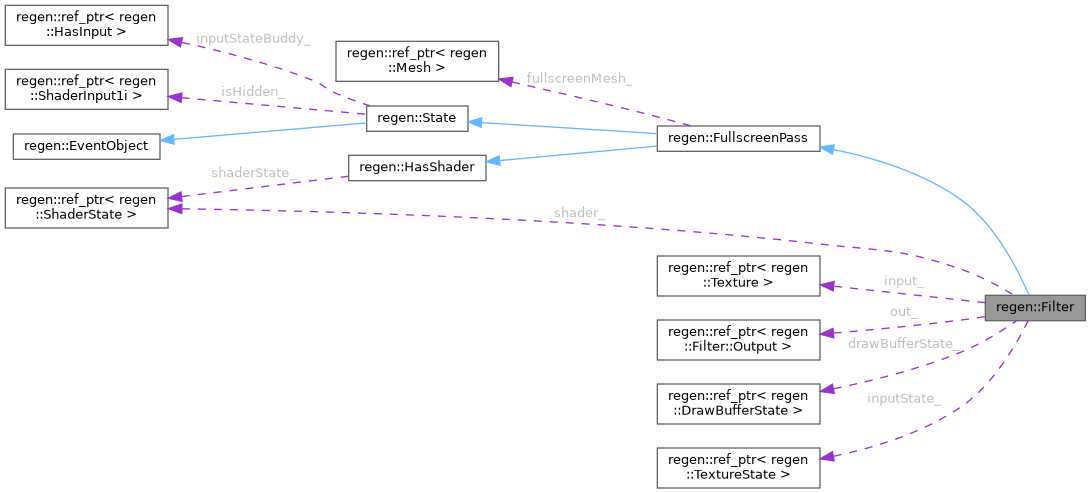 regen::ref_ptr< regen
::HasInput >
inputStateBuddy_
regen::ref_ptr< regen
::Mesh >
fullscreenMesh_
regen::ref_ptr< regen
::ShaderInput1i >
isHidden_
regen::State
regen::FullscreenPass
regen::EventObject
regen::HasShader
shaderState_
regen::ref_ptr< regen
::ShaderState >
shader_
regen::ref_ptr< regen
::Texture >
input_
regen::Filter
out_
regen::ref_ptr< regen
::Filter::Output >
drawBufferState_
regen::ref_ptr< regen
::DrawBufferState >
inputState_
regen::ref_ptr< regen
::TextureState >